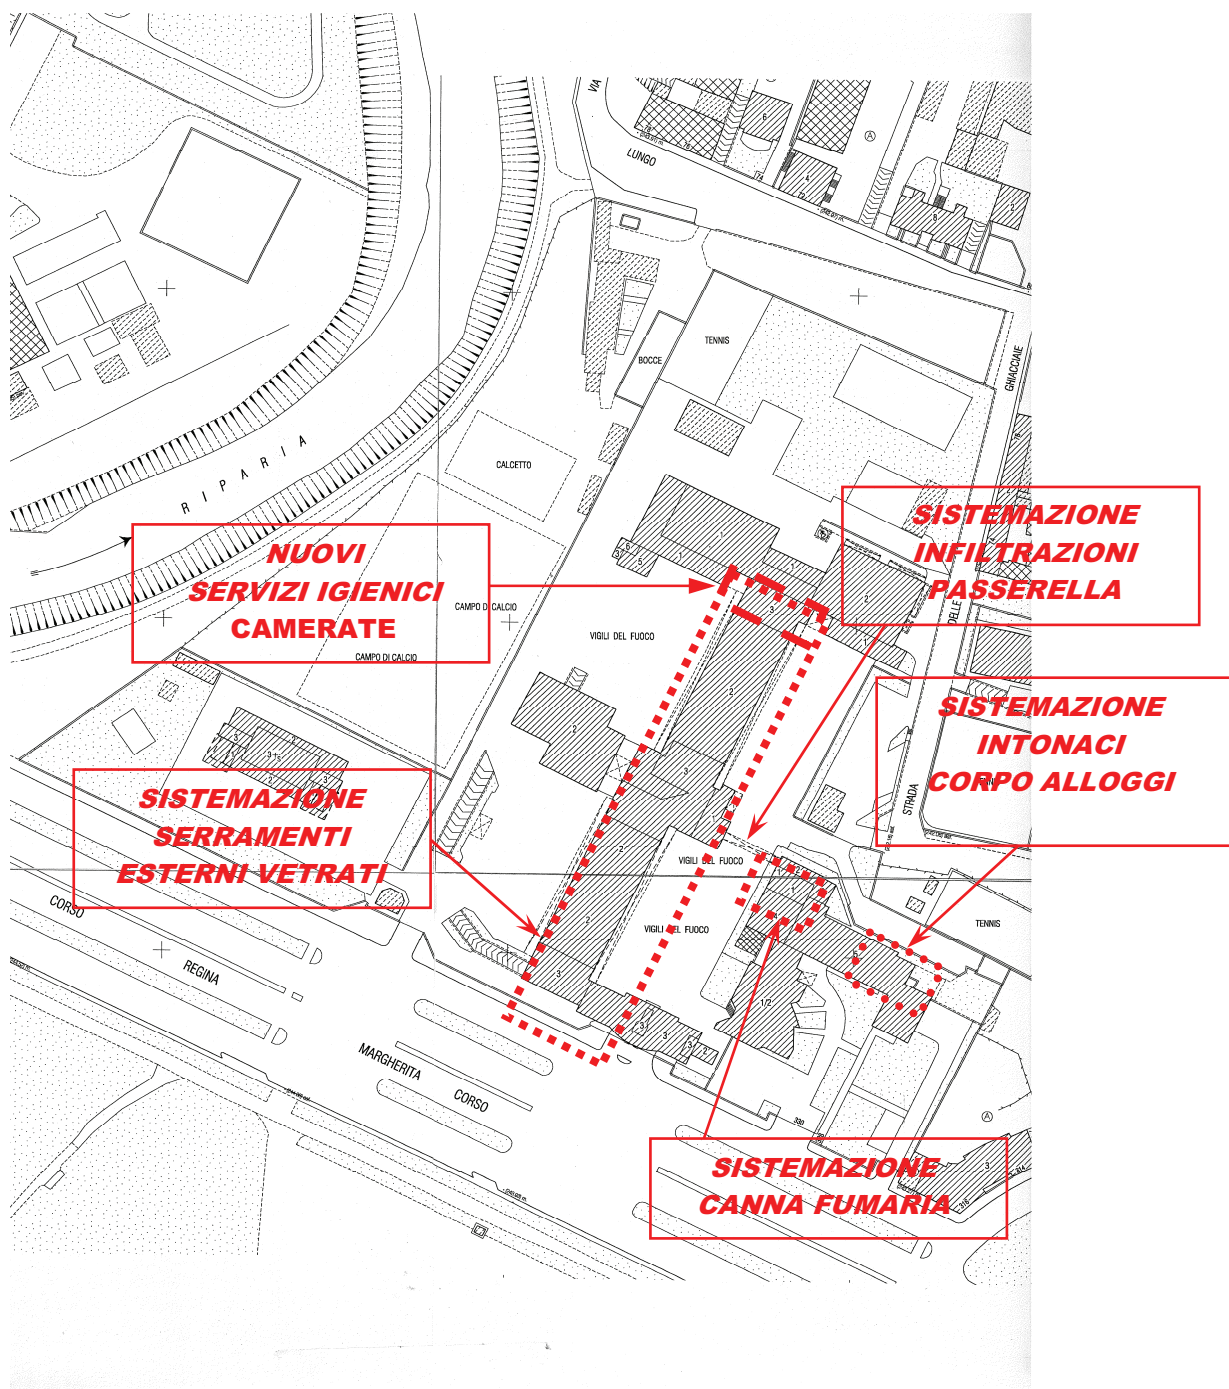 VIA
LUNGO
TENNIS
BOCCE
GHIACCIAIE
CALCETTO
RIPARIA
SISTEMAZIONE
INFILTRAZIONI
PASSERELLA
NUOVI
SERVIZI IGIENICI
CAMERATE
CAMPO DI CALCIO
CAMPO DI CALCIO
VIGILI DEL FUOCO
DELLE
SISTEMAZIONE
INTONACI
CORPO ALLOGGI
STRADA
SISTEMAZIONE
SERRAMENTI
ESTERNI VETRATI
VIGILI DEL FUOCO
VIGILI DEL FUOCO
TENNIS
CORSO
REGINA
MARGHERITA
CORSO
330
SISTEMAZIONE
CANNA FUMARIA
316